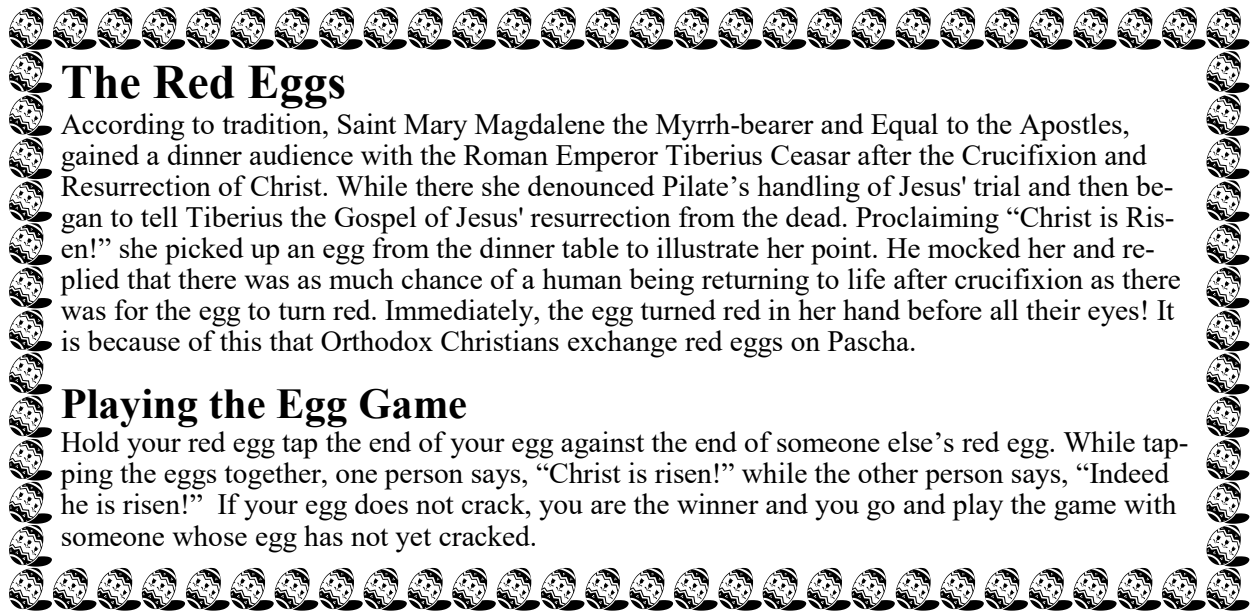 The Red Eggs
According to tradition, Saint Mary Magdalene the Myrrh-bearer and Equal to the Apostles,
gained a dinner audience with the Roman Emperor Tiberius Ceasar after the Crucifixion and
Resurrection of Christ. While there she denounced Pilate’s handling of Jesus' trial and then be-
gan to tell Tiberius the Gospel of Jesus' resurrection from the dead. Proclaiming “Christ is Ris-
en!” she picked up an egg from the dinner table to illustrate her point. He mocked her and re-
plied that there was as much chance of a human being returning to life after crucifixion as there
was for the egg to turn red. Immediately, the egg turned red in her hand before all their eyes! It
is because of this that Orthodox Christians exchange red eggs on Pascha.
Playing the Egg Game
Hold your red egg tap the end of your egg against the end of someone else’s red egg. While tap-
ping the eggs together, one person says, “Christ is risen!” while the other person says, “Indeed
he is risen!”  If your egg does not crack, you are the winner and you go and play the game with
someone whose egg has not yet cracked.